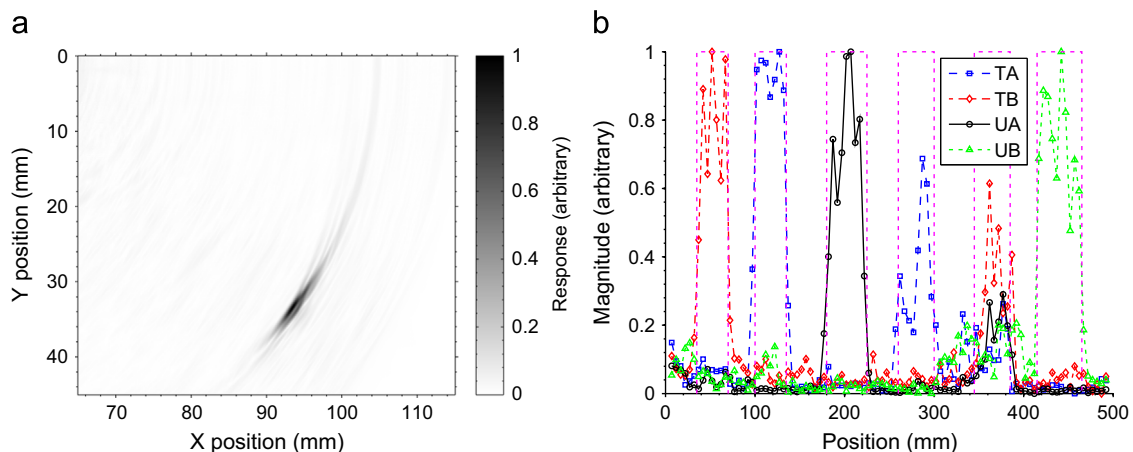 a
0
10
20
30
40
Y position (mm)
70
80
90
100
110
X position (mm)
1
0.8
0.6
0.4
0.2
0
Response (arbitrary)
b
1
0.8
0.6
0.4
0.2
0
Magnitude (arbitrary)
TA
TB
UA
UB
0
100
200
300
400
500
Position (mm)